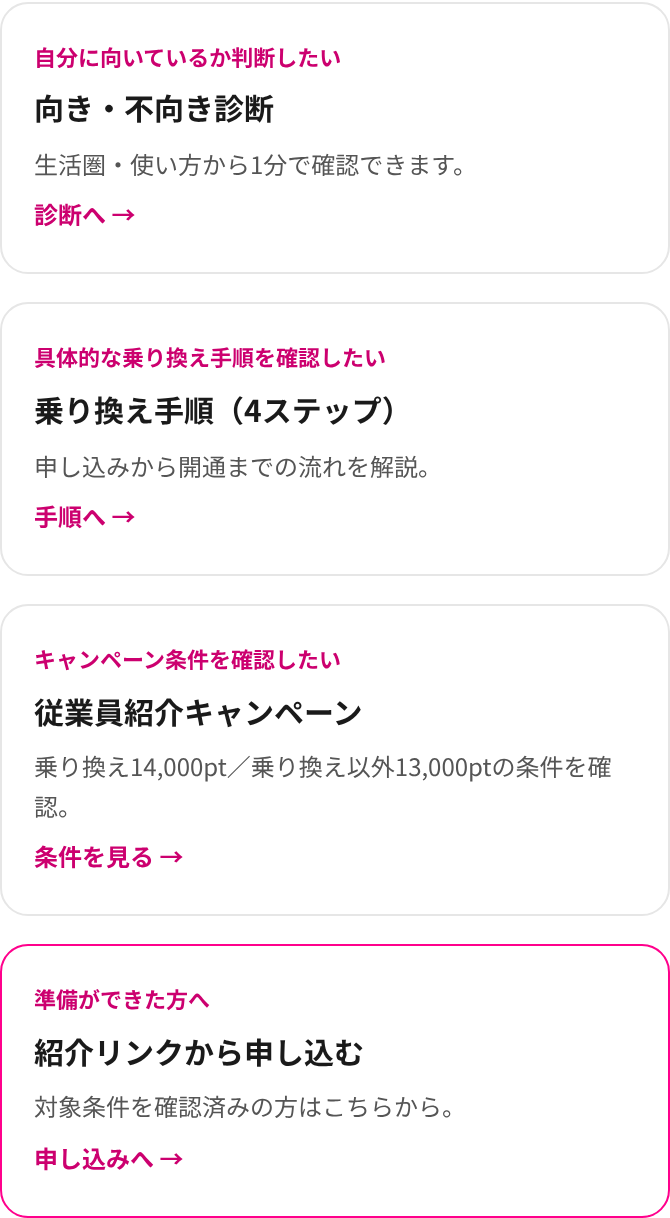 自分に向いているか判断したい
向き・不向き診断
生活圏・使い方から1分で確認できます。
診断へ →
具体的な乗り換え手順を確認したい
乗り換え手順（4ステップ）
申し込みから開通までの流れを解説。
手順へ →
キャンペーン条件を確認したい
従業員紹介キャンペーン
乗り換え14,000pt／乗り換え以外13,000ptの条件を確
認。
条件を見る →
準備ができた方へ
紹介リンクから申し込む
対象条件を確認済みの方はこちらから。
申し込みへ →